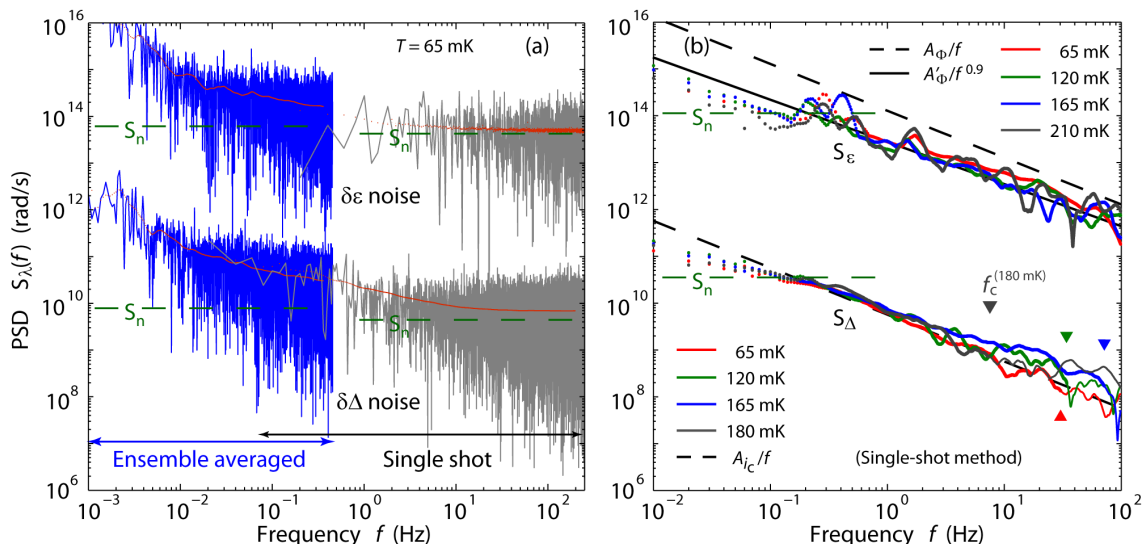 PSD S_λ(f) (rad/s)
10^16
10^14
10^12
10^10
10^8
10^6
T = 65 mK
(a)
S_n
S_n
δε noise
S_n
S_n
δΔ noise
Ensemble averaged
Single shot
10^-3
10^-2
10^-1
10^0
10^1
10^2
Frequency f (Hz)
(b)
A_Φ/f
A'_Φ/f^0.9
65 mK
120 mK
165 mK
210 mK
S_n
S_ε
S_n
S_Δ
f_c^(180 mK)
65 mK
120 mK
165 mK
180 mK
A_i_c/f
(Single-shot method)
10^-2
10^-1
10^0
10^1
10^2
Frequency f (Hz)